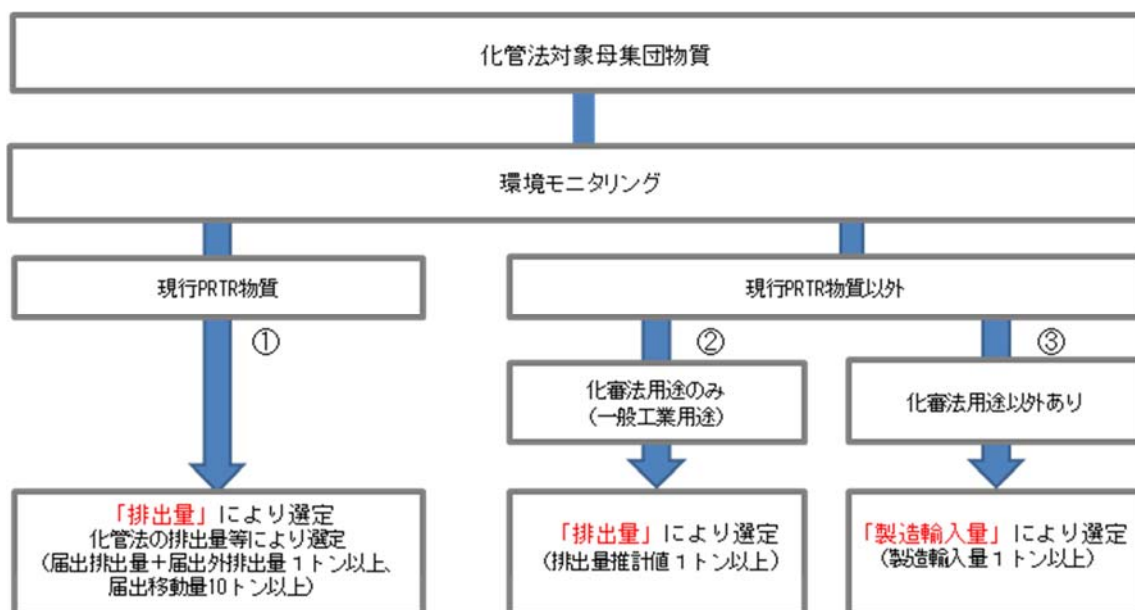 化管法対象母集団物質
環境モニタリング
現行PRTR物質
現行PRTR物質以外
①
②
③
化審法用途のみ
(一般工業用途)
化審法用途以外あり
「排出量」により選定
化管法の排出量等により選定
(届出排出量+届出外排出量1トン以上、
届出移動量10トン以上)
「排出量」により選定
(排出量推計値1トン以上)
「製造輸入量」により選定
(製造輸入量1トン以上)